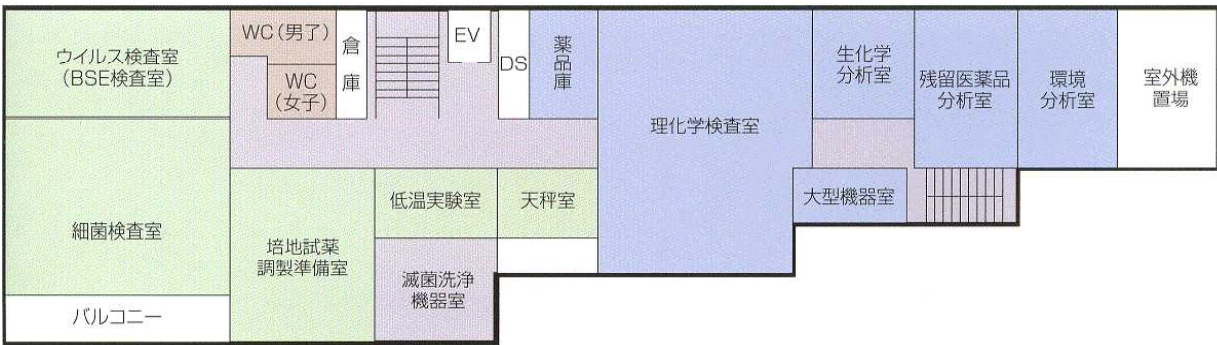 ウイルス検査室
(BSE検査室)
WC(男子)
倉庫
EV
DS
薬品庫
WC
(女子)
理化学検査室
生化学
分析室
残留医薬品
分析室
環境
分析室
室外機
置場
細菌検査室
培地試薬
調製準備室
低温実験室
天秤室
大型機器室
滅菌洗浄
機器室
バルコニー